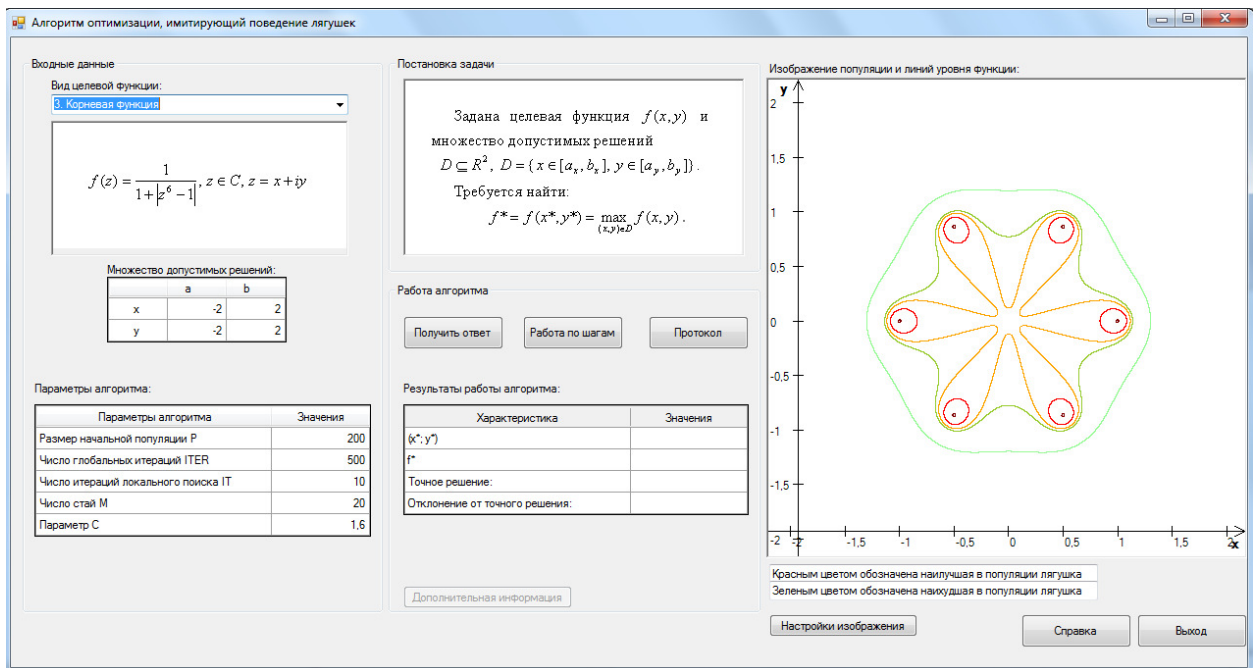 Алгоритм оптимизации, имитирующий поведение лягушек
Входные данные
Вид целевой функции:
3. Корневая функция
f(z) = 1 / (1 + |z⁶ − 1|), z ∈ C, z = x + iy
Множество допустимых решений:
a b
x -2 2
y -2 2
Параметры алгоритма:
Параметры алгоритма Значения
Размер начальной популяции P 200
Число глобальных итераций ITER 500
Число итераций локального поиска IT 10
Число стай M 20
Параметр C 1,6
Постановка задачи
Задана целевая функция f(x,y) и
множество допустимых решений
D ⊆ R², D = { x ∈ [aₓ, bₓ], y ∈ [a_y, b_y]}.
Требуется найти:
f* = f(x*, y*) = max f(x, y).
(x,y)∈D
Работа алгоритма
Получить ответ Работа по шагам Протокол
Результаты работы алгоритма:
Характеристика Значения
(x*; y*)
f*
Точное решение:
Отклонение от точного решения:
Дополнительная информация
Изображение популяции и линий уровня функции:
y
2
1,5
1
0,5
0
-0,5
-1
-1,5
-2
-2 -1,5 -1 -0,5 0 0,5 1 1,5 2
x
Красным цветом обозначена наилучшая в популяции лягушка
Зеленым цветом обозначена наихудшая в популяции лягушка
Настройки изображения
Справка
Выход